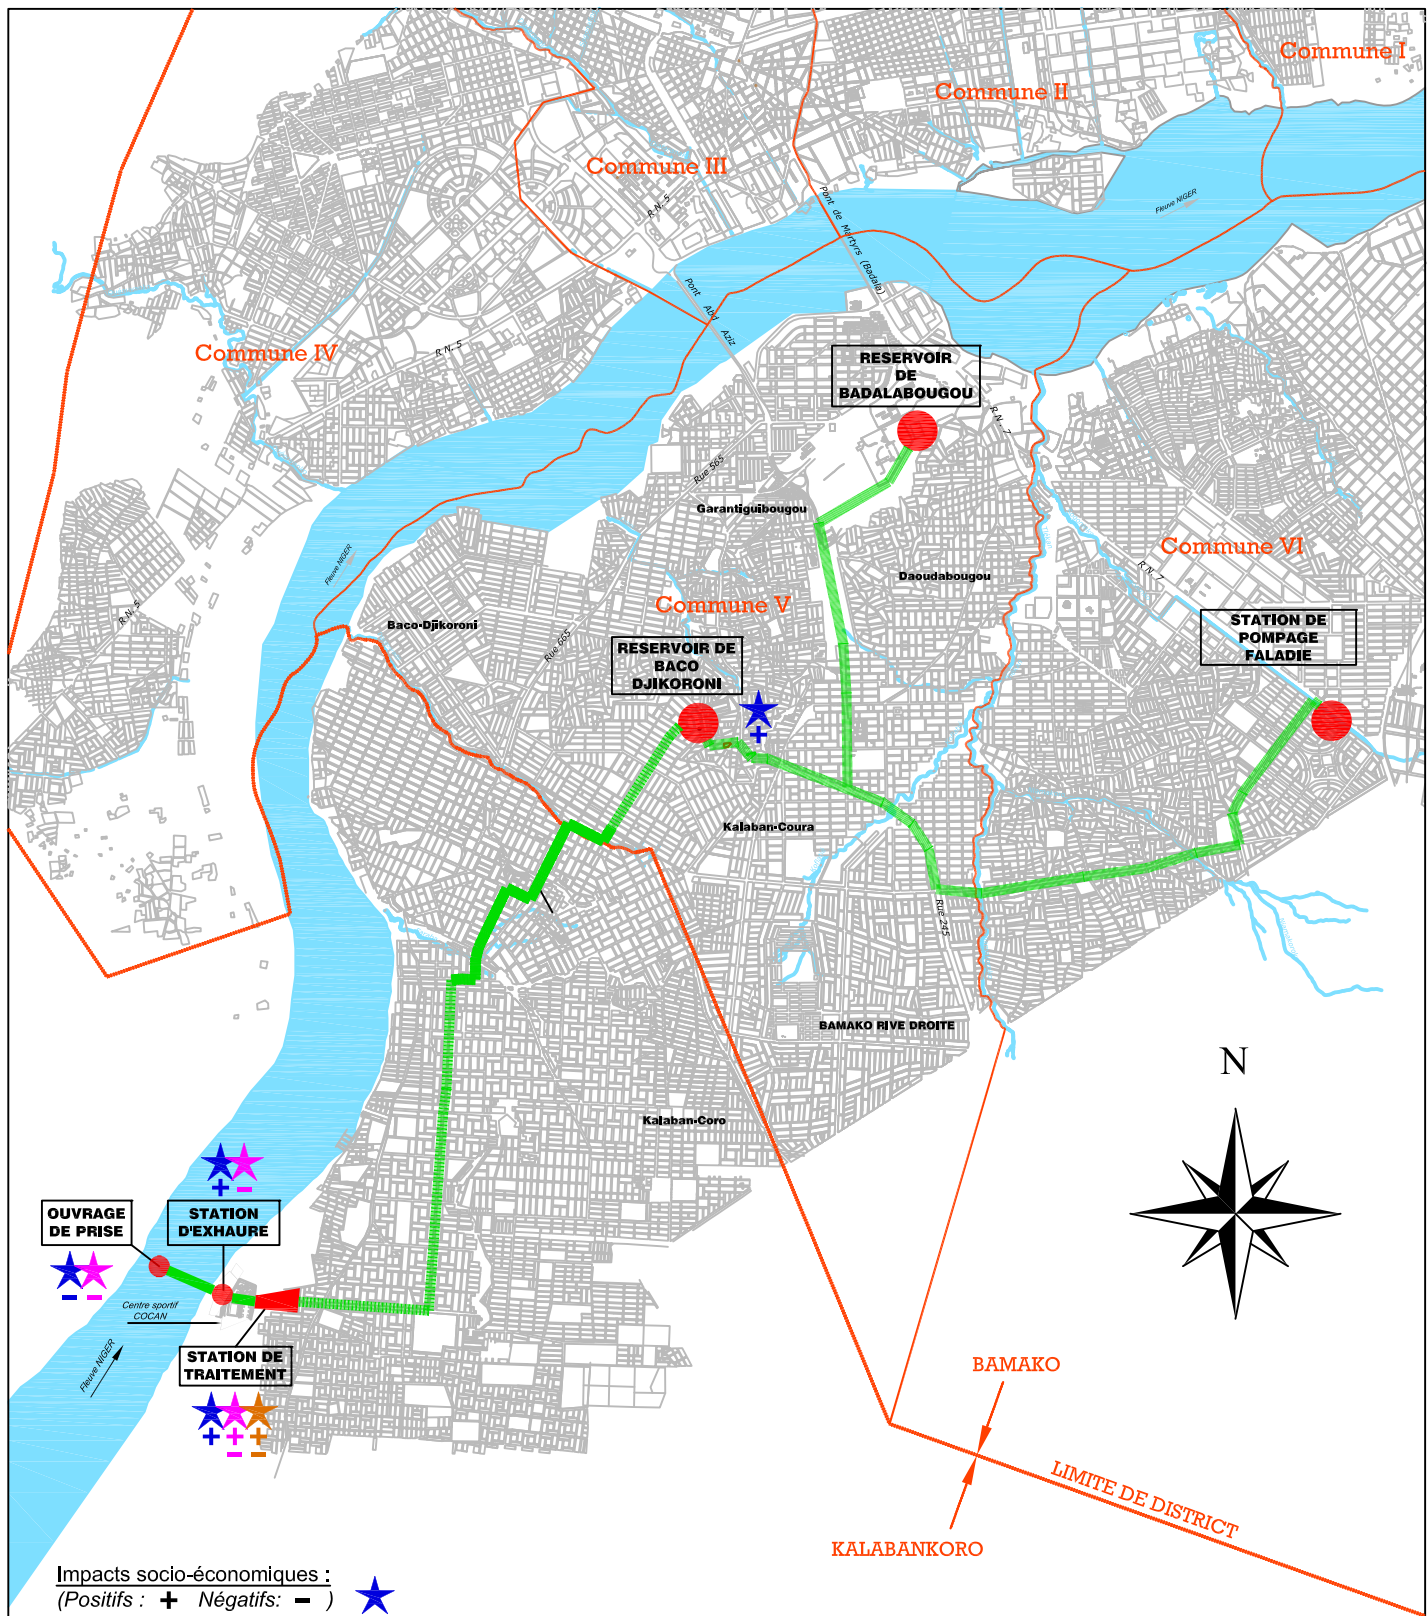 Commune I
Commune II
Commune III
R.N. 5
Pont de Martyrs (Badala)
Fleuve NIGER
Pont Abd Aziz
Commune IV
R.N. 5
RESERVOIR
DE
BADALABOUGOU
R.N. 7
Rue 565
Garantiguibougou
Commune VI
Fleuve NIGER
Daoudabougou
R.N. 7
R.N. 5
Commune V
Baco-Djikoroni
Rue 665
STATION DE
POMPAGE
FALADIE
RESERVOIR DE
BACO
DJIKORONI
+
Kalaban-Coura
Rue 245
BAMAKO RIVE DROITE
N
Kalaban-Coro
+ -
OUVRAGE
DE PRISE
STATION
D'EXHAURE
- -
Centre sportif
COCAN
Fleuve NIGER
STATION DE
TRAITEMENT
+ + +
- -
BAMAKO
LIMITE DE DISTRICT
KALABANKORO
Impacts socio-économiques :
(Positifs : + Négatifs: - )